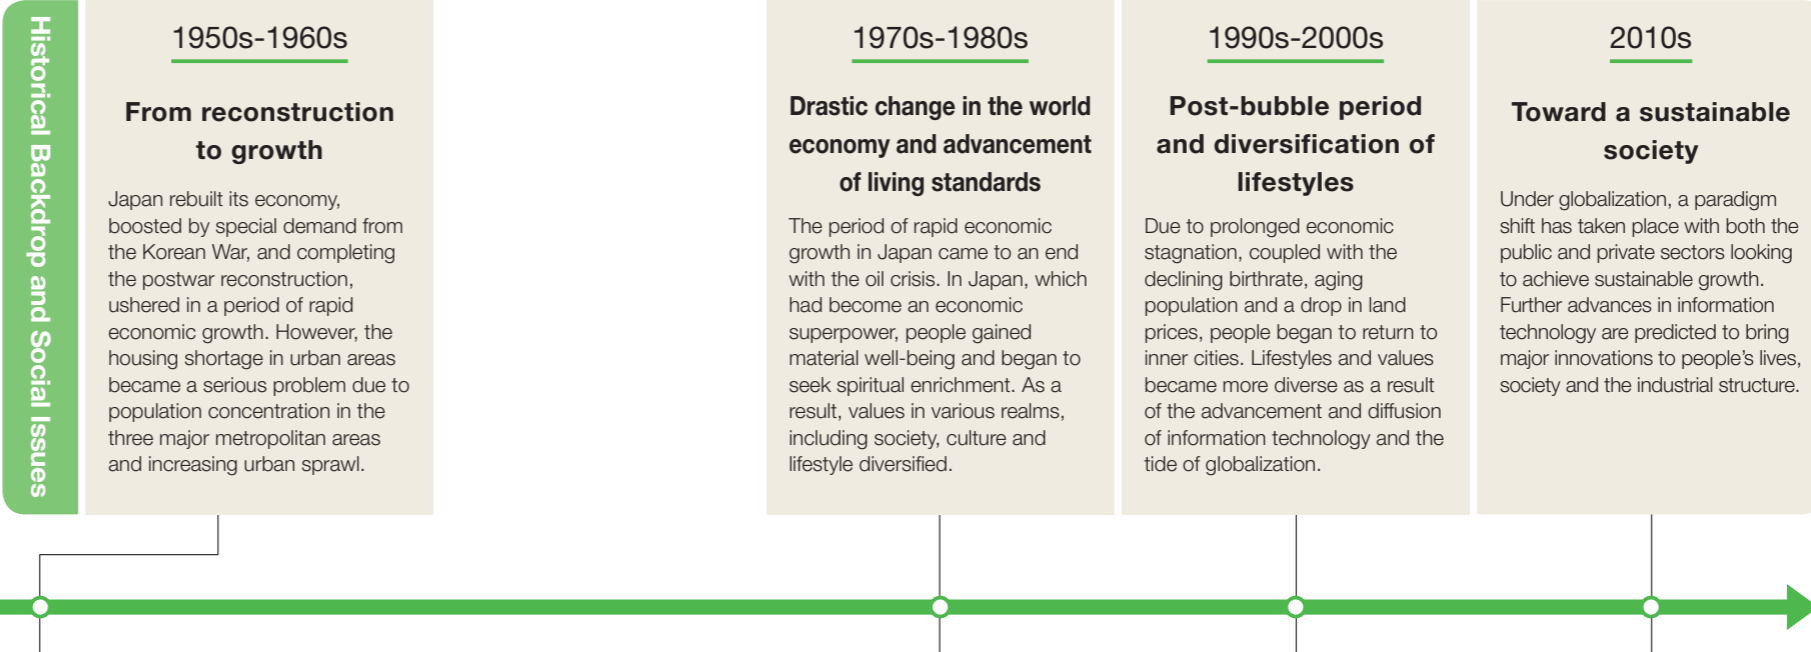 Historical Backdrop and Social Issues
1950s-1960s
From reconstruction
to growth
Japan rebuilt its economy,
boosted by special demand from
the Korean War, and completing
the postwar reconstruction,
ushered in a period of rapid
economic growth. However, the
housing shortage in urban areas
became a serious problem due to
population concentration in the
three major metropolitan areas
and increasing urban sprawl.
1970s-1980s
Drastic change in the world
economy and advancement
of living standards
The period of rapid economic
growth in Japan came to an end
with the oil crisis. In Japan, which
had become an economic
superpower, people gained
material well-being and began to
seek spiritual enrichment. As a
result, values in various realms,
including society, culture and
lifestyle diversified.
1990s-2000s
Post-bubble period
and diversification of
lifestyles
Due to prolonged economic
stagnation, coupled with the
declining birthrate, aging
population and a drop in land
prices, people began to return to
inner cities. Lifestyles and values
became more diverse as a result
of the advancement and diffusion
of information technology and the
tide of globalization.
2010s
Toward a sustainable
society
Under globalization, a paradigm
shift has taken place with both the
public and private sectors looking
to achieve sustainable growth.
Further advances in information
technology are predicted to bring
major innovations to people’s lives,
society and the industrial structure.